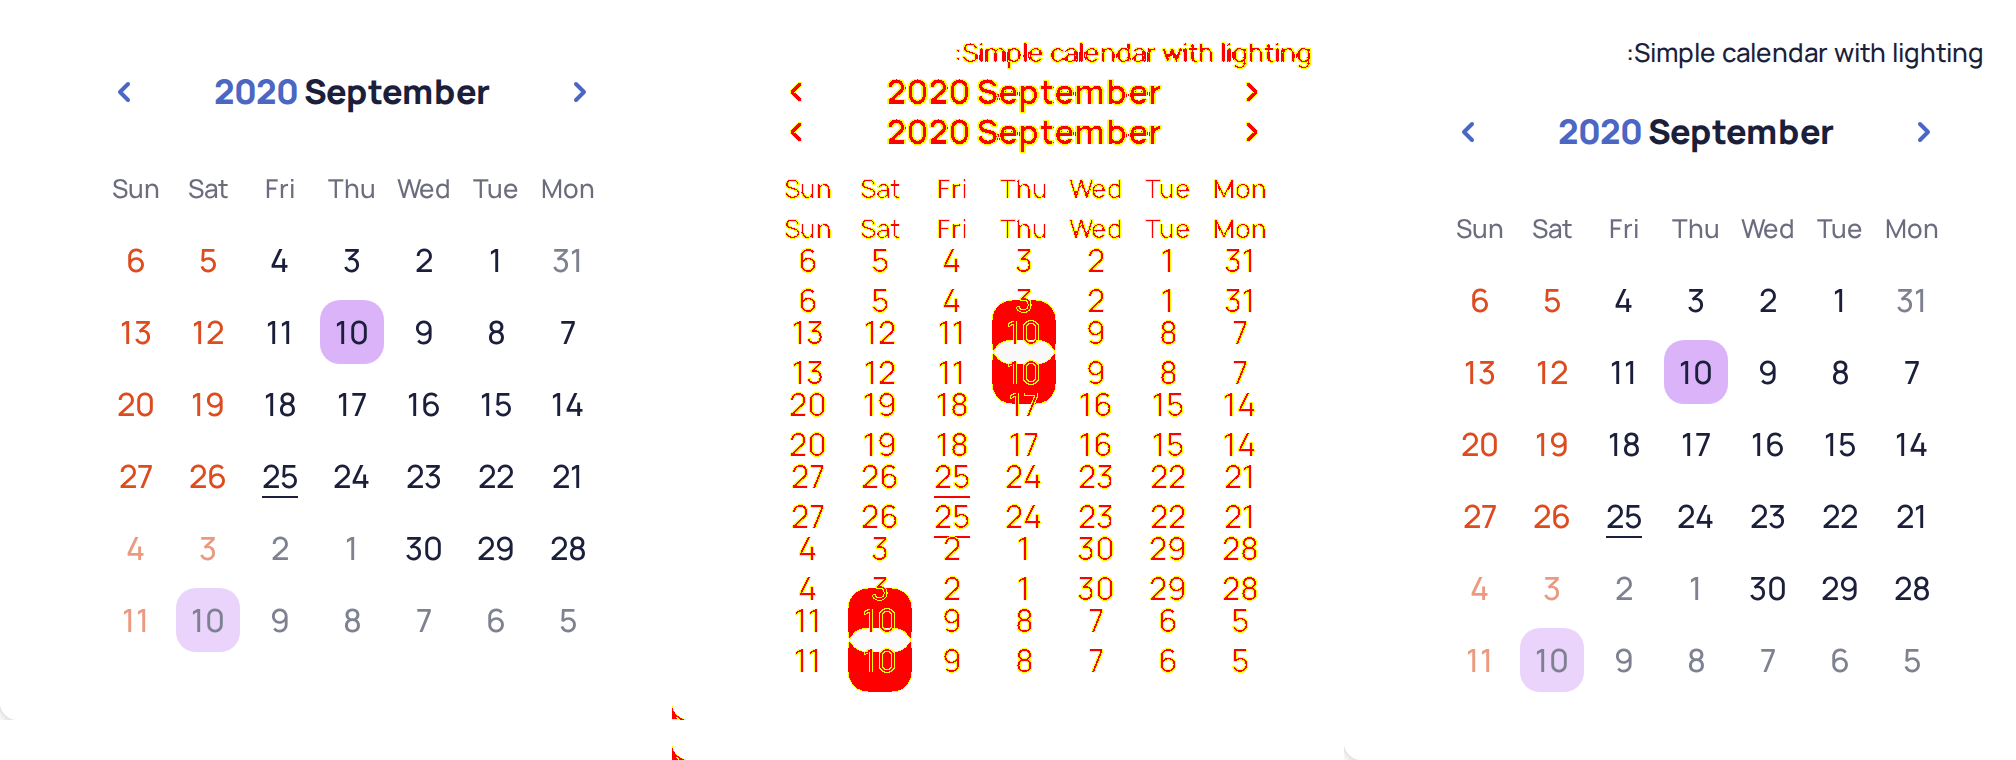 2020 September
Sun Sat Fri Thu Wed Tue Mon
6 5 4 3 2 1 31
13 12 11 10 9 8 7
20 19 18 17 16 15 14
27 26 25 24 23 22 21
4 3 2 1 30 29 28
11 10 9 8 7 6 5
:Simple calendar with lighting
2020 September
2020 September
Sun Sat Fri Thu Wed Tue Mon
Sun Sat Fri Thu Wed Tue Mon
6 5 4 3 2 1 31
6 5 4 3 2 1 31
13 12 11 10 9 8 7
13 12 11 10 9 8 7
20 19 18 17 16 15 14
20 19 18 17 16 15 14
27 26 25 24 23 22 21
27 26 25 24 23 22 21
4 3 2 1 30 29 28
4 3 2 1 30 29 28
11 10 9 8 7 6 5
11 10 9 8 7 6 5
:Simple calendar with lighting
2020 September
Sun Sat Fri Thu Wed Tue Mon
6 5 4 3 2 1 31
13 12 11 10 9 8 7
20 19 18 17 16 15 14
27 26 25 24 23 22 21
4 3 2 1 30 29 28
11 10 9 8 7 6 5